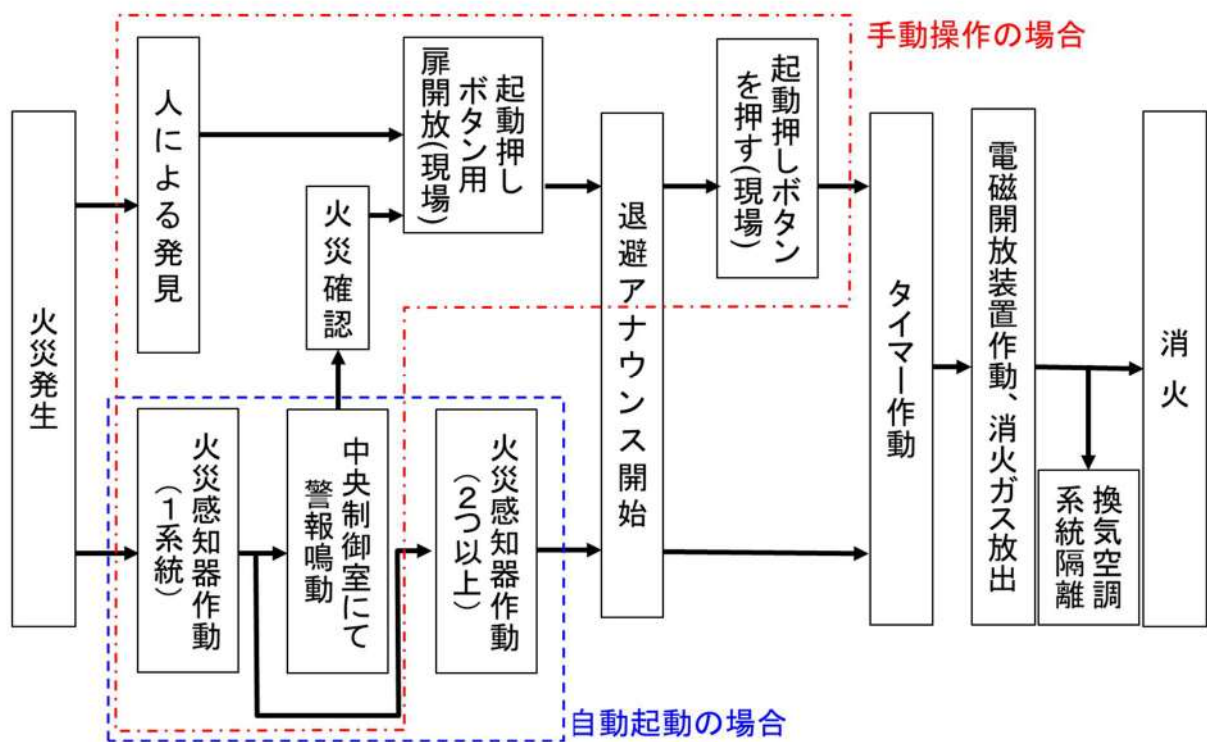 手動操作の場合
火災発生
人による発見
火災感知器作動
（１系統）
火災確認
中央制御室にて
警報鳴動
起動押し
ボタン用
扉開放(現場)
火災感知器作動
（２つ以上）
退避アナウンス開始
起動押しボタン
を押す(現場)
タイマー作動
電磁開放装置作動、消火ガス放出
換気空調
系統隔離
消火
自動起動の場合